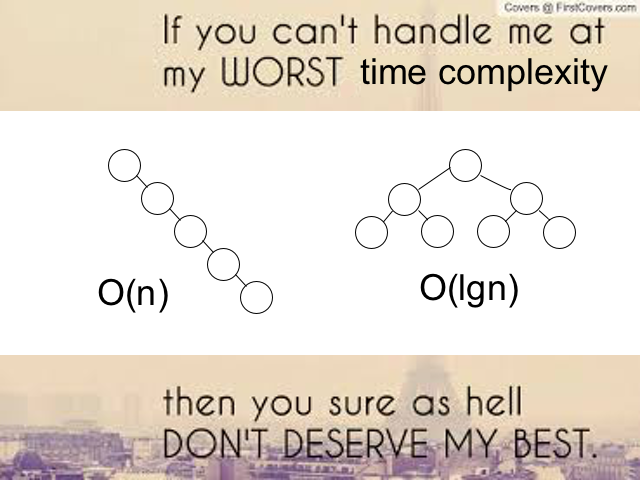 Covers @ FirstCovers.com
If you can't handle me at
my WORST time complexity
O(n)
O(lgn)
then you sure as hell
DON'T DESERVE MY BEST.